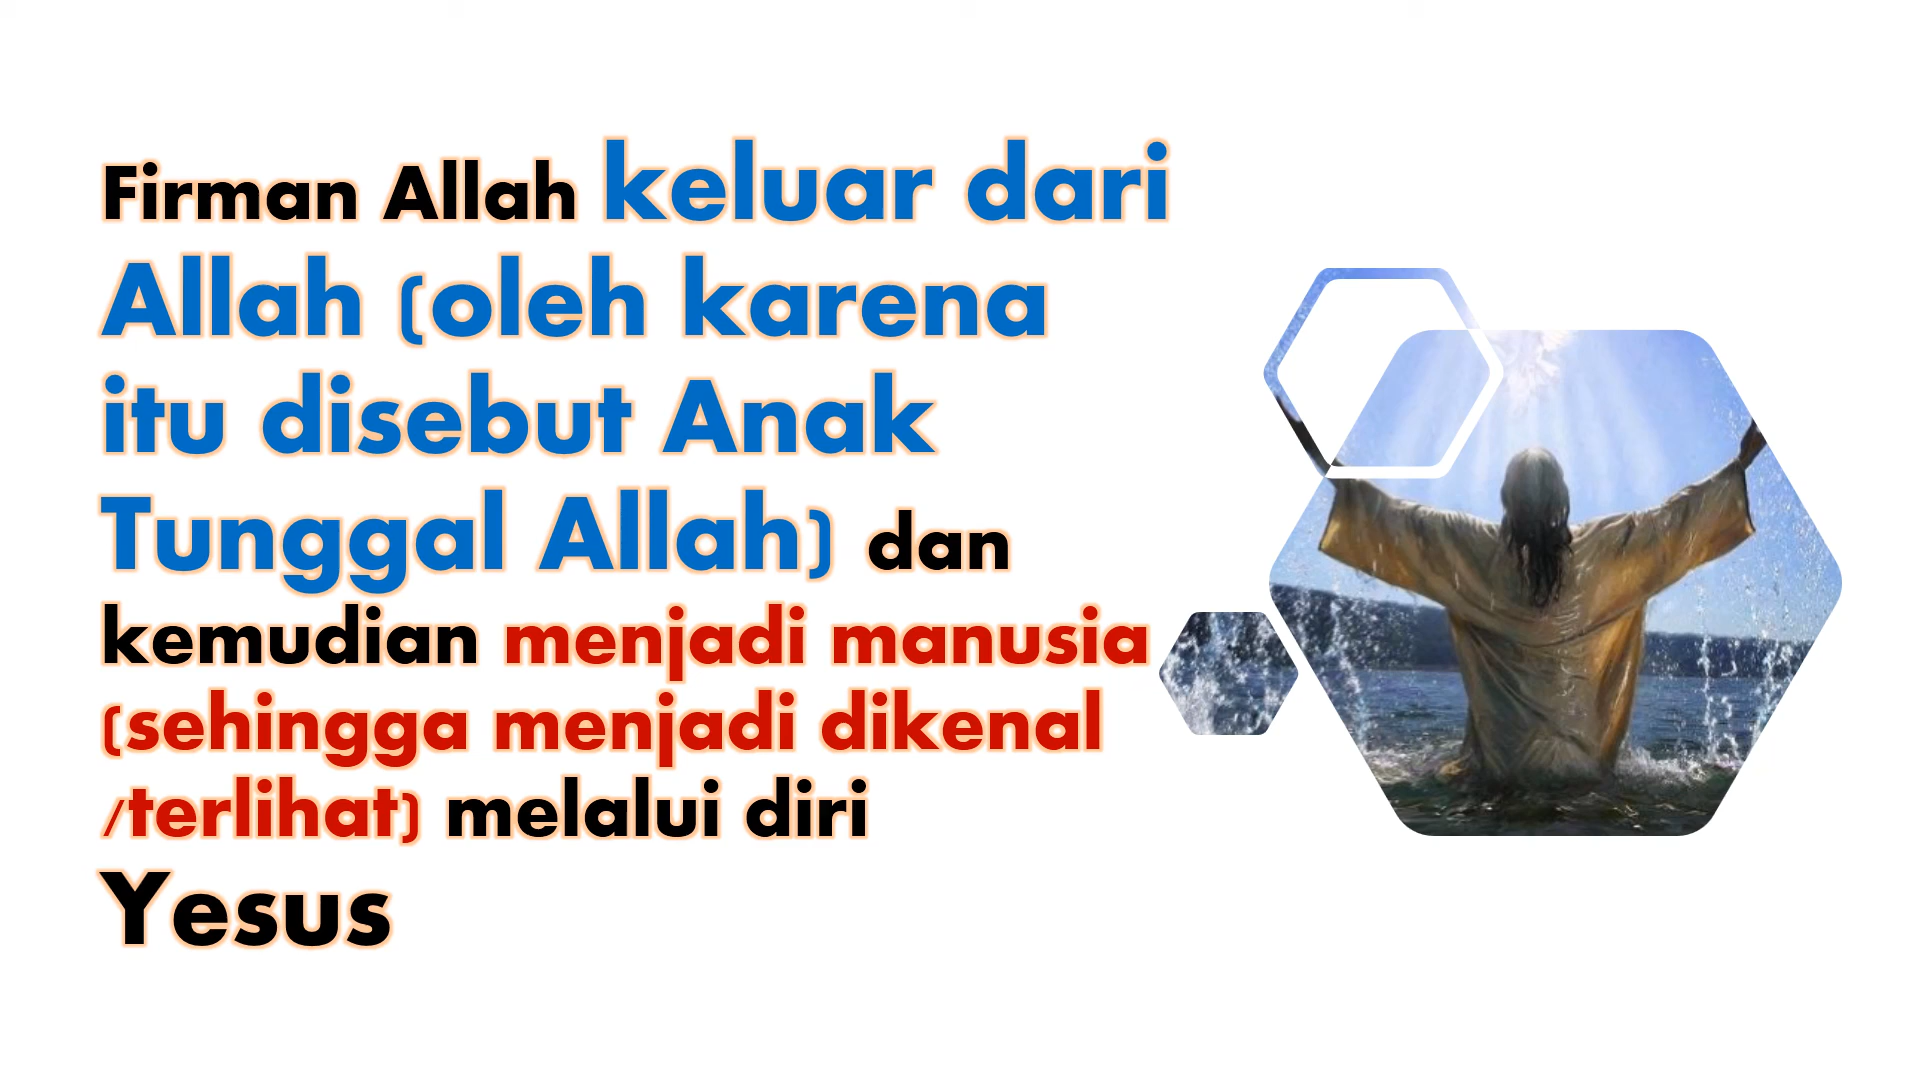 Firman Allah keluar dari
Allah (oleh karena
itu disebut Anak
Tunggal Allah) dan
kemudian menjadi manusia
(sehingga menjadi dikenal
/terlihat) melalui diri
Yesus